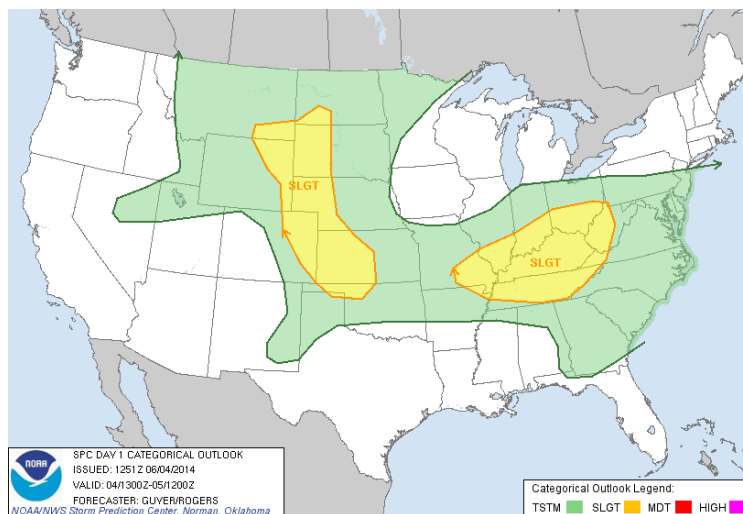 SLGT
SLGT
NOAA
SPC DAY 1 CATEGORICAL OUTLOOK
ISSUED: 1251Z 06/04/2014
VALID: 04/1300Z-05/1200Z
FORECASTER: GUYER/ROGERS
NOAA/NWS Storm Prediction Center, Norman, Oklahoma
Categorical Outlook Legend:
TSTM SLGT MDT HIGH